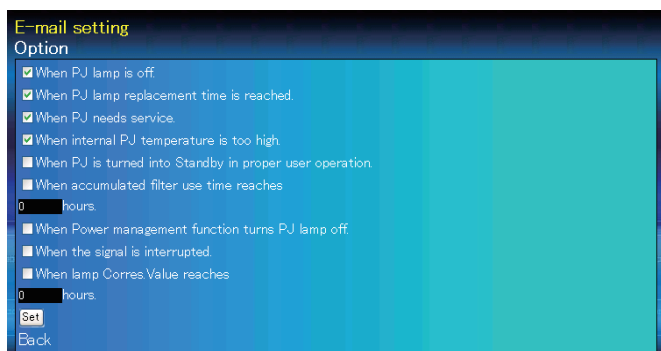 E-mail setting
Option
When PJ lamp is off.
When PJ lamp replacement time is reached.
When PJ needs service.
When internal PJ temperature is too high.
When PJ is turned into Standby in proper user operation.
When accumulated filter use time reaches
0 hours.
When Power management function turns PJ lamp off.
When the signal is interrupted.
When lamp Corres.Value reaches
0 hours.
Set
Back